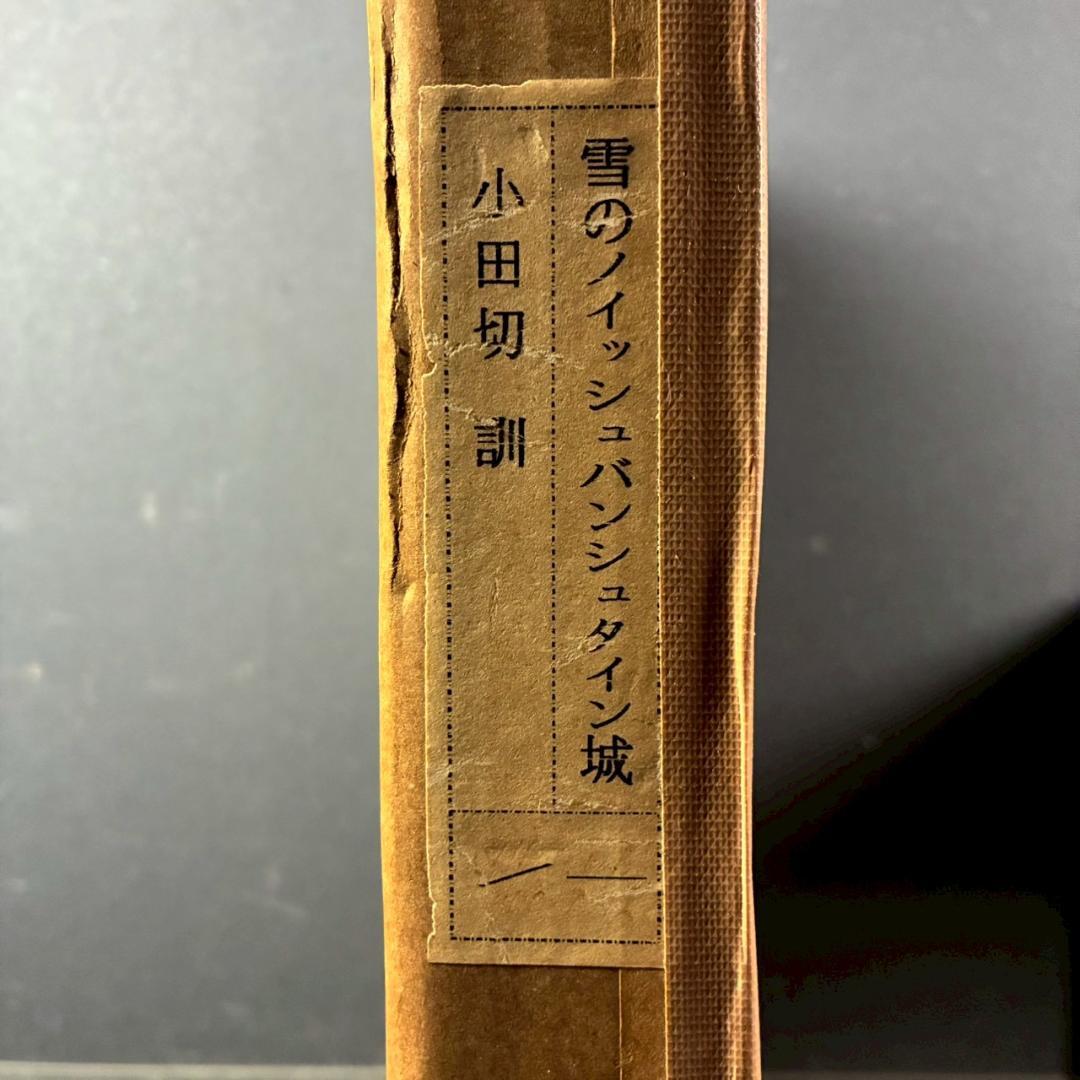 雪のノイッシュバンシュタイン城
小田切 訓